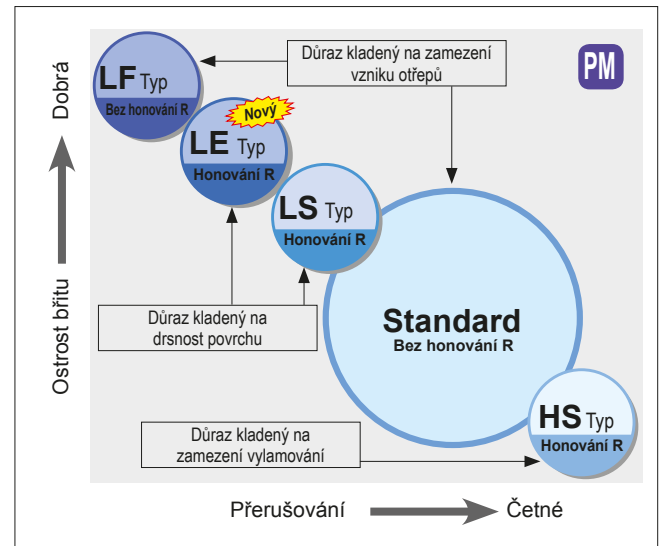 Důraz kladený na zamezení
vzniku otřepů
PM
LF Typ
Bez honování R
Nový
LE Typ
Honování R
LS Typ
Honování R
Standard
Bez honování R
Důraz kladený na
drsnost povrchu
HS Typ
Honování R
Důraz kladený na
zamezení vylamování
Ostrost břitu
Dobrá
Přerušování
Četné